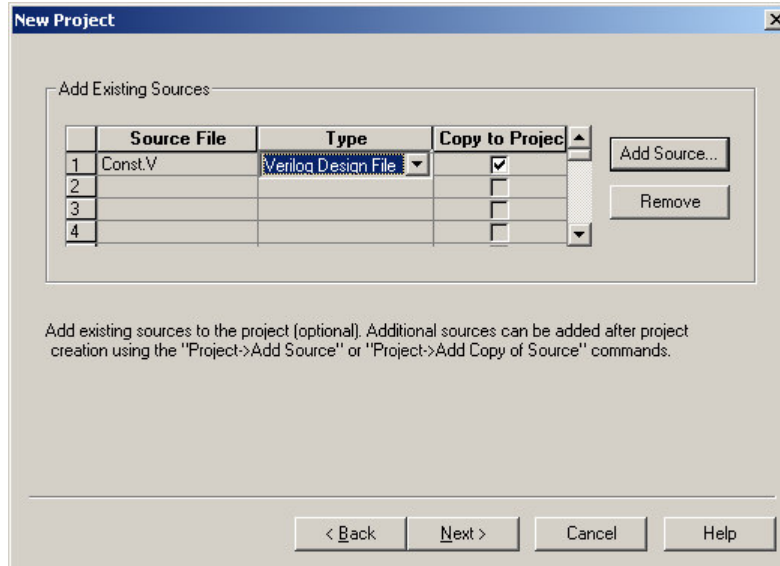 New Project
Add Existing Sources
Source File Type Copy to Projec
1 Const.V Verilog Design File
2
3
4
Add Source...
Remove
Add existing sources to the project (optional). Additional sources can be added after project
creation using the "Project->Add Source" or "Project->Add Copy of Source" commands.
< Back Next > Cancel Help